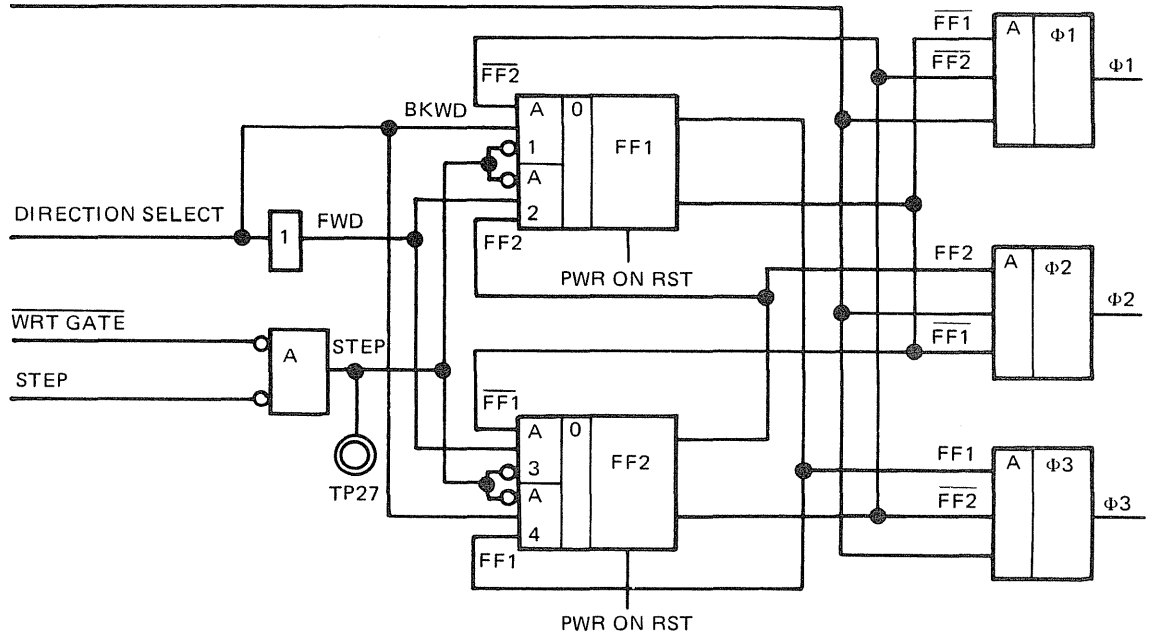 FF1
A Φ1
FF2
FF2
Φ1
BKWD
A 0
1 FF1
A
DIRECTION SELECT
1
FWD
2
FF2
FF2
A Φ2
PWR ON RST
Φ2
WRT GATE
A
STEP
FF1
STEP
FF1
A 0
FF1
A Φ3
3 FF2
TP27
A
FF2
Φ3
4
FF1
PWR ON RST